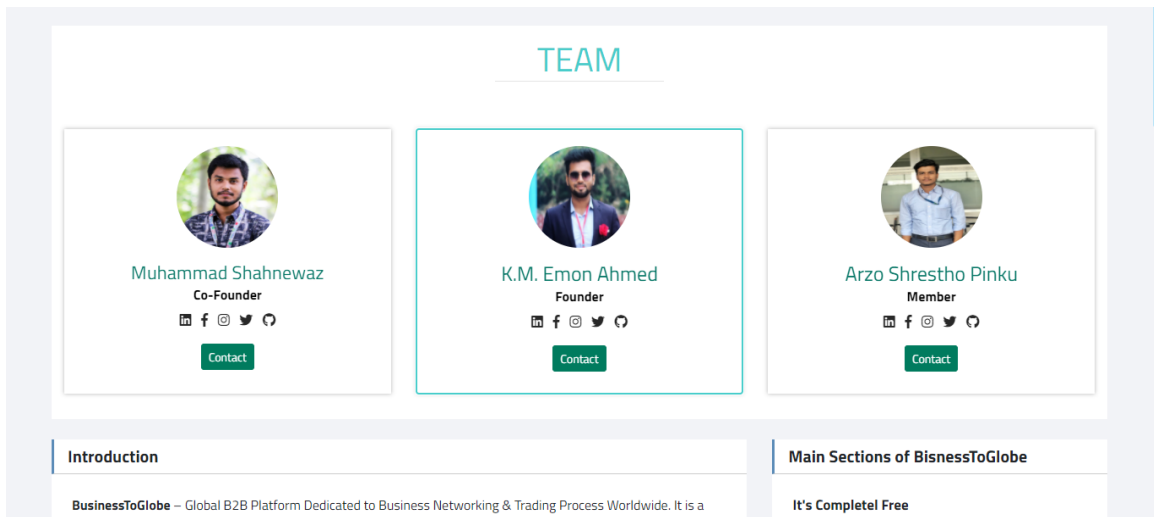 TEAM
Muhammad Shahnewaz
Co-Founder
Contact
K.M. Emon Ahmed
Founder
Contact
Arzo Shrestho Pinku
Member
Contact
Introduction
BusinessToGlobe – Global B2B Platform Dedicated to Business Networking & Trading Process Worldwide. It is a
Main Sections of BisnessToGlobe
It's Completel Free